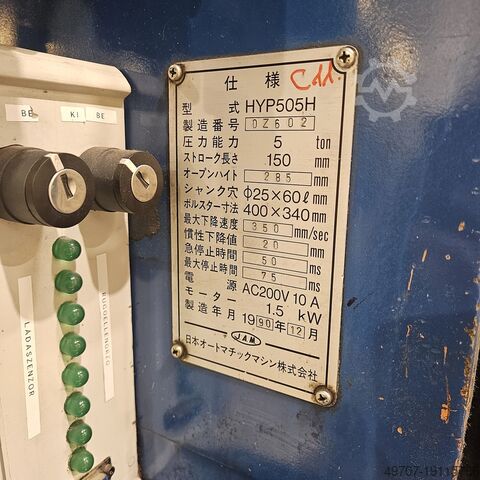 BE
KI
BE
LÁDASZENZOR
仕様
C11.
型式 HYP505H
製造番号 OZ602
圧力能力 5 ton
ストローク長さ 150 mm
オープンハイト 285 mm
シャンク穴 Φ25×60ℓ mm
ボルスター寸法 400×340 mm
最大下降速度 350 mm/sec
慣性下降値 20 mm
急停止時間 50 ms
最大停止時間 75 ms
電源 AC200V 10A
モーター 1.5 kW
製造年月 1990年12月
JAM
日本オートマチックマシン株式会社